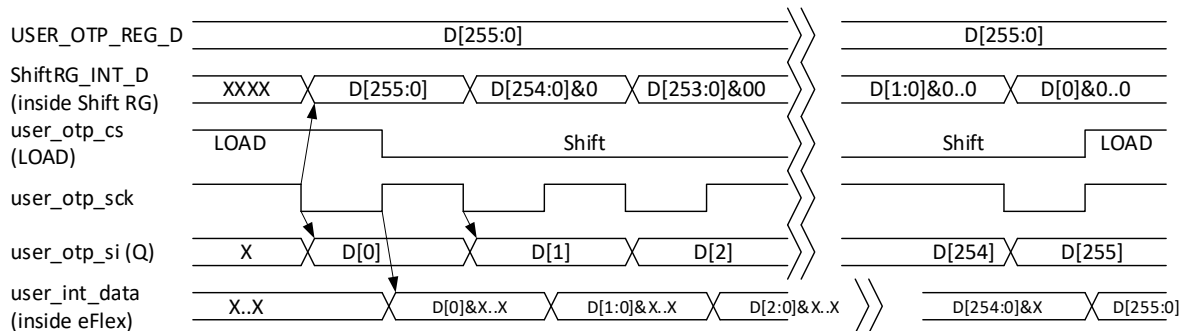 USER_OTP_REG_D D[255:0] D[255:0]
ShiftRG_INT_D
(inside Shift RG) XXXX D[255:0] D[254:0]&0 D[253:0]&00 D[1:0]&0..0 D[0]&0..0
user_otp_cs
(LOAD) LOAD Shift Shift LOAD
user_otp_sck
user_otp_si (Q) X D[0] D[1] D[2] D[254] D[255]
user_int_data
(inside eFlex) X..X D[0]&X..X D[1:0]&X..X D[2:0]&X..X D[254:0]&X D[255:0]